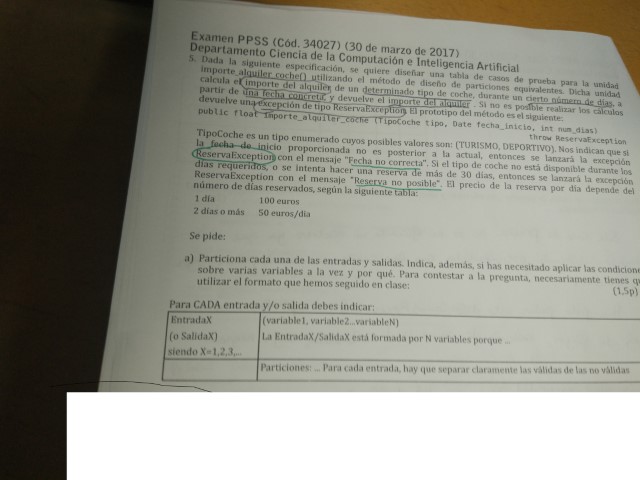 Examen PPSS (Cód. 34027) (30 de marzo de 2017)
Departamento Ciencia de la Computación e Inteligencia Artificial
5. Dada la siguiente especificación, se quiere diseñar una tabla de casos de prueba para la unidad
importe_alquiler_coche() utilizando el método de diseño de particiones equivalentes. Dicha unidad
calcula el importe del alquiler de un determinado tipo de coche, durante un cierto número de días, a
partir de una fecha concreta, y devuelve el importe del alquiler. Si no es posible realizar los cálculos
devuelve una excepción de tipo ReservaException. El prototipo del método es el siguiente:
public float importe_alquiler_coche (TipoCoche tipo, Date fecha_inicio, int num_dias)
throw ReservaException
TipoCoche es un tipo enumerado cuyos posibles valores son: (TURISMO, DEPORTIVO). Nos indican que si
la fecha de inicio proporcionada no es posterior a la actual, entonces se lanzará la excepción
ReservaException con el mensaje "Fecha no correcta". Si el tipo de coche no está disponible durante los
días requeridos, o se intenta hacer una reserva de más de 30 días, entonces se lanzará la excepción
ReservaException con el mensaje "Reserva no posible". El precio de la reserva por día depende del
número de días reservados, según la siguiente tabla:
1 día 100 euros
2 días o más 50 euros/día
Se pide:
a) Particiona cada una de las entradas y salidas. Indica, además, si has necesitado aplicar las condicione
sobre varias variables a la vez y por qué. Para contestar a la pregunta, necesariamente tienes q
utilizar el formato que hemos seguido en clase:
(1,5p)
Para CADA entrada y/o salida debes indicar:
EntradaX (variable1, variable2...variableN)
(o SalidaX) La EntradaX/SalidaX está formada por N variables porque ...
siendo X=1,2,3,...
Particiones: ... Para cada entrada, hay que separar claramente las válidas de las no válidas